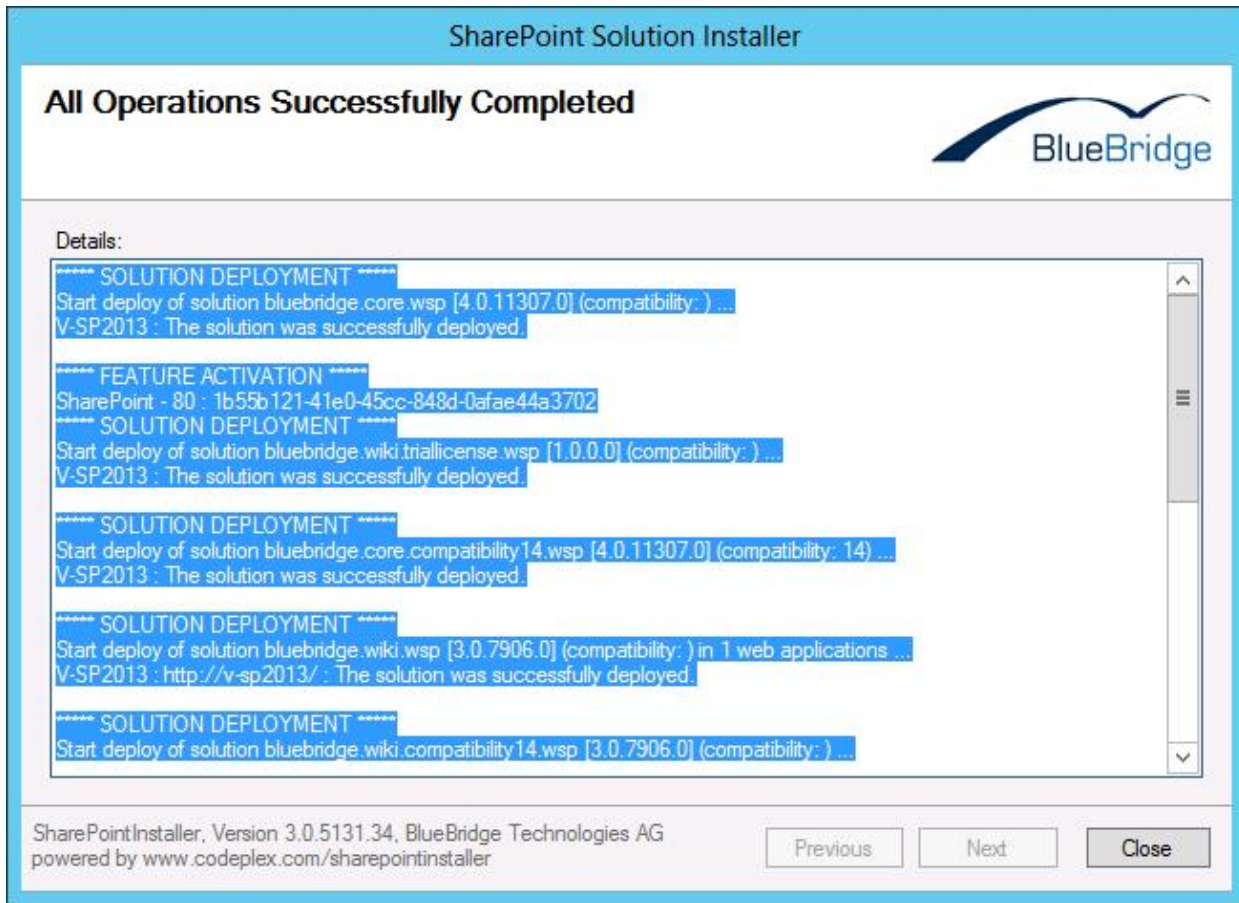 SharePoint Solution Installer
All Operations Successfully Completed
BlueBridge
Details:
***** SOLUTION DEPLOYMENT *****
Start deploy of solution bluebridge.core.wsp [4.0.11307.0] (compatibility: ) ...
V-SP2013 : The solution was successfully deployed.
***** FEATURE ACTIVATION *****
SharePoint - 80 : 1b55b121-41e0-45cc-848d-0afae44a3702
***** SOLUTION DEPLOYMENT *****
Start deploy of solution bluebridge.wiki.triallicense.wsp [1.0.0.0] (compatibility: ) ...
V-SP2013 : The solution was successfully deployed.
***** SOLUTION DEPLOYMENT *****
Start deploy of solution bluebridge.core.compatibility14.wsp [4.0.11307.0] (compatibility: 14) ...
V-SP2013 : The solution was successfully deployed.
***** SOLUTION DEPLOYMENT *****
Start deploy of solution bluebridge.wiki.wsp [3.0.7906.0] (compatibility: ) in 1 web applications ...
V-SP2013 : http://v-sp2013/ : The solution was successfully deployed.
***** SOLUTION DEPLOYMENT *****
Start deploy of solution bluebridge.wiki.compatibility14.wsp [3.0.7906.0] (compatibility: ) ...
SharePointInstaller, Version 3.0.5131.34, BlueBridge Technologies AG
powered by www.codeplex.com/sharepointinstaller
Previous
Next
Close